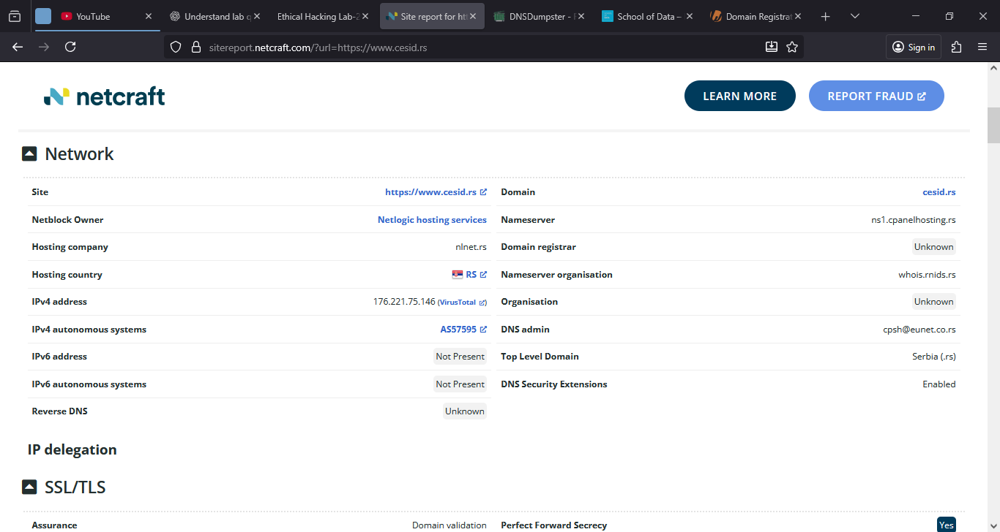 YouTube
Understand lab q
Ethical Hacking Lab-2
Site report for htt
DNSDumpster -
School of Data –
Domain Registrat
sitereport.netcraft.com/?url=https://www.cesid.rs
Sign in
netcraft
LEARN MORE
REPORT FRAUD
Network
Site https://www.cesid.rs Domain cesid.rs
Netblock Owner Netlogic hosting services Nameserver ns1.cpanelhosting.rs
Hosting company nlnet.rs Domain registrar Unknown
Hosting country RS Nameserver organisation whois.rnids.rs
IPv4 address 176.221.75.146 (VirusTotal) Organisation Unknown
IPv4 autonomous systems AS57595 DNS admin cpsh@eunet.co.rs
IPv6 address Not Present Top Level Domain Serbia (.rs)
IPv6 autonomous systems Not Present DNS Security Extensions Enabled
Reverse DNS Unknown
IP delegation
SSL/TLS
Assurance Domain validation Perfect Forward Secrecy Yes